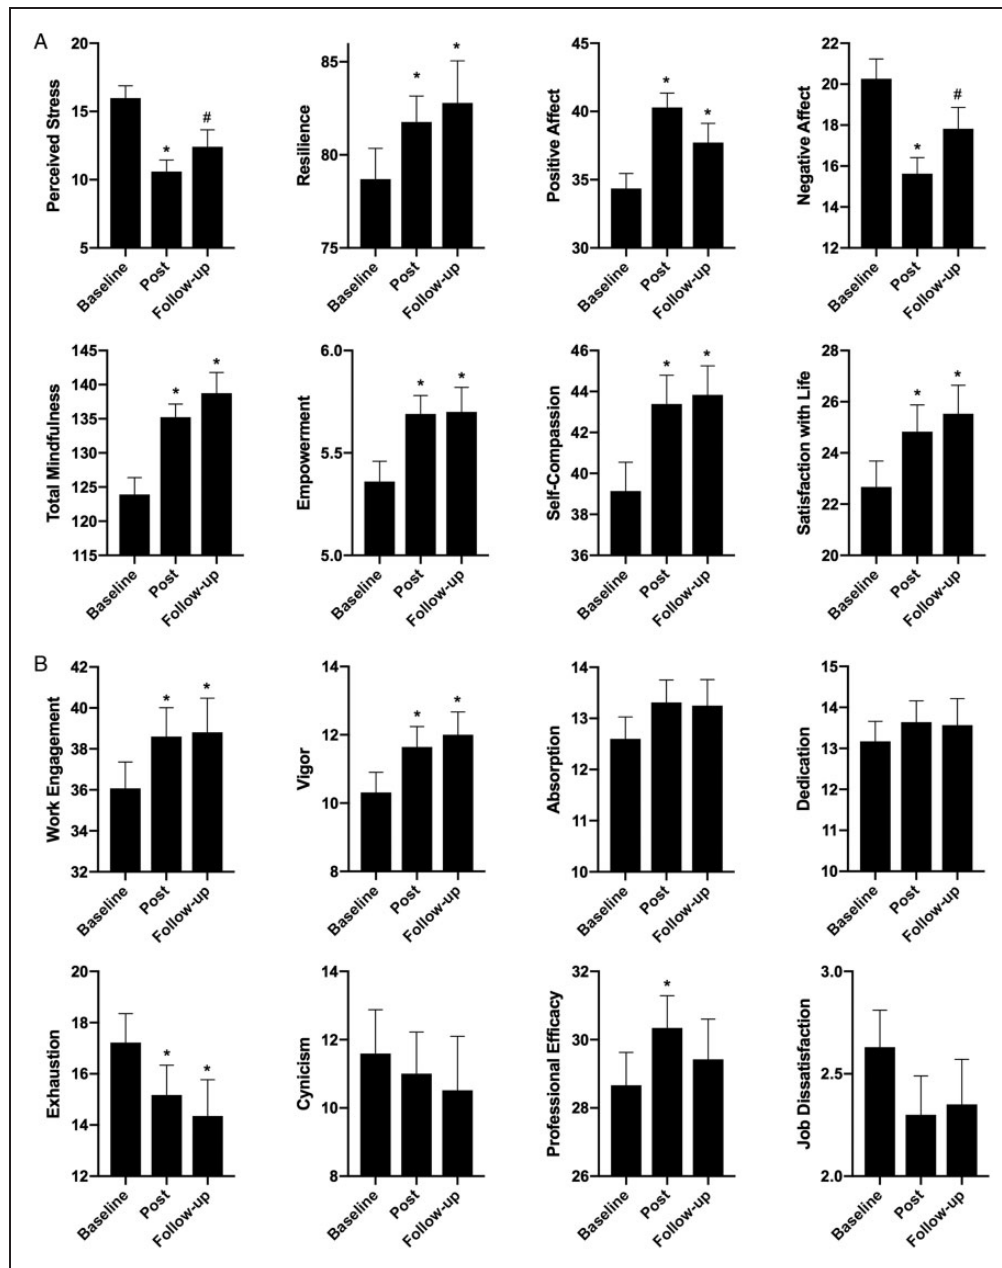 A
Perceived Stress
20
15
10
5
*
#
Baseline
Post
Follow-up
Resilience
85
80
75
*
*
Baseline
Post
Follow-up
Positive Affect
45
40
35
30
*
*
Baseline
Post
Follow-up
Negative Affect
22
20
18
16
14
12
*
#
Baseline
Post
Follow-up
Total Mindfulness
145
140
135
130
125
120
115
*
*
Baseline
Post
Follow-up
Empowerment
6.0
5.5
5.0
*
*
Baseline
Post
Follow-up
Self-Compassion
46
44
42
40
38
36
*
*
Baseline
Post
Follow-up
Satisfaction with Life
28
26
24
22
20
*
*
Baseline
Post
Follow-up
B
Work Engagement
42
40
38
36
34
32
*
*
Baseline
Post
Follow-up
Vigor
14
12
10
8
*
*
Baseline
Post
Follow-up
Absorption
14
13
12
11
10
Baseline
Post
Follow-up
Dedication
15
14
13
12
11
10
Baseline
Post
Follow-up
Exhaustion
20
18
16
14
12
*
*
Baseline
Post
Follow-up
Cynicism
14
12
10
8
Baseline
Post
Follow-up
Professional Efficacy
32
30
28
26
*
Baseline
Post
Follow-up
Job Dissatisfaction
3.0
2.5
2.0
Baseline
Post
Follow-up